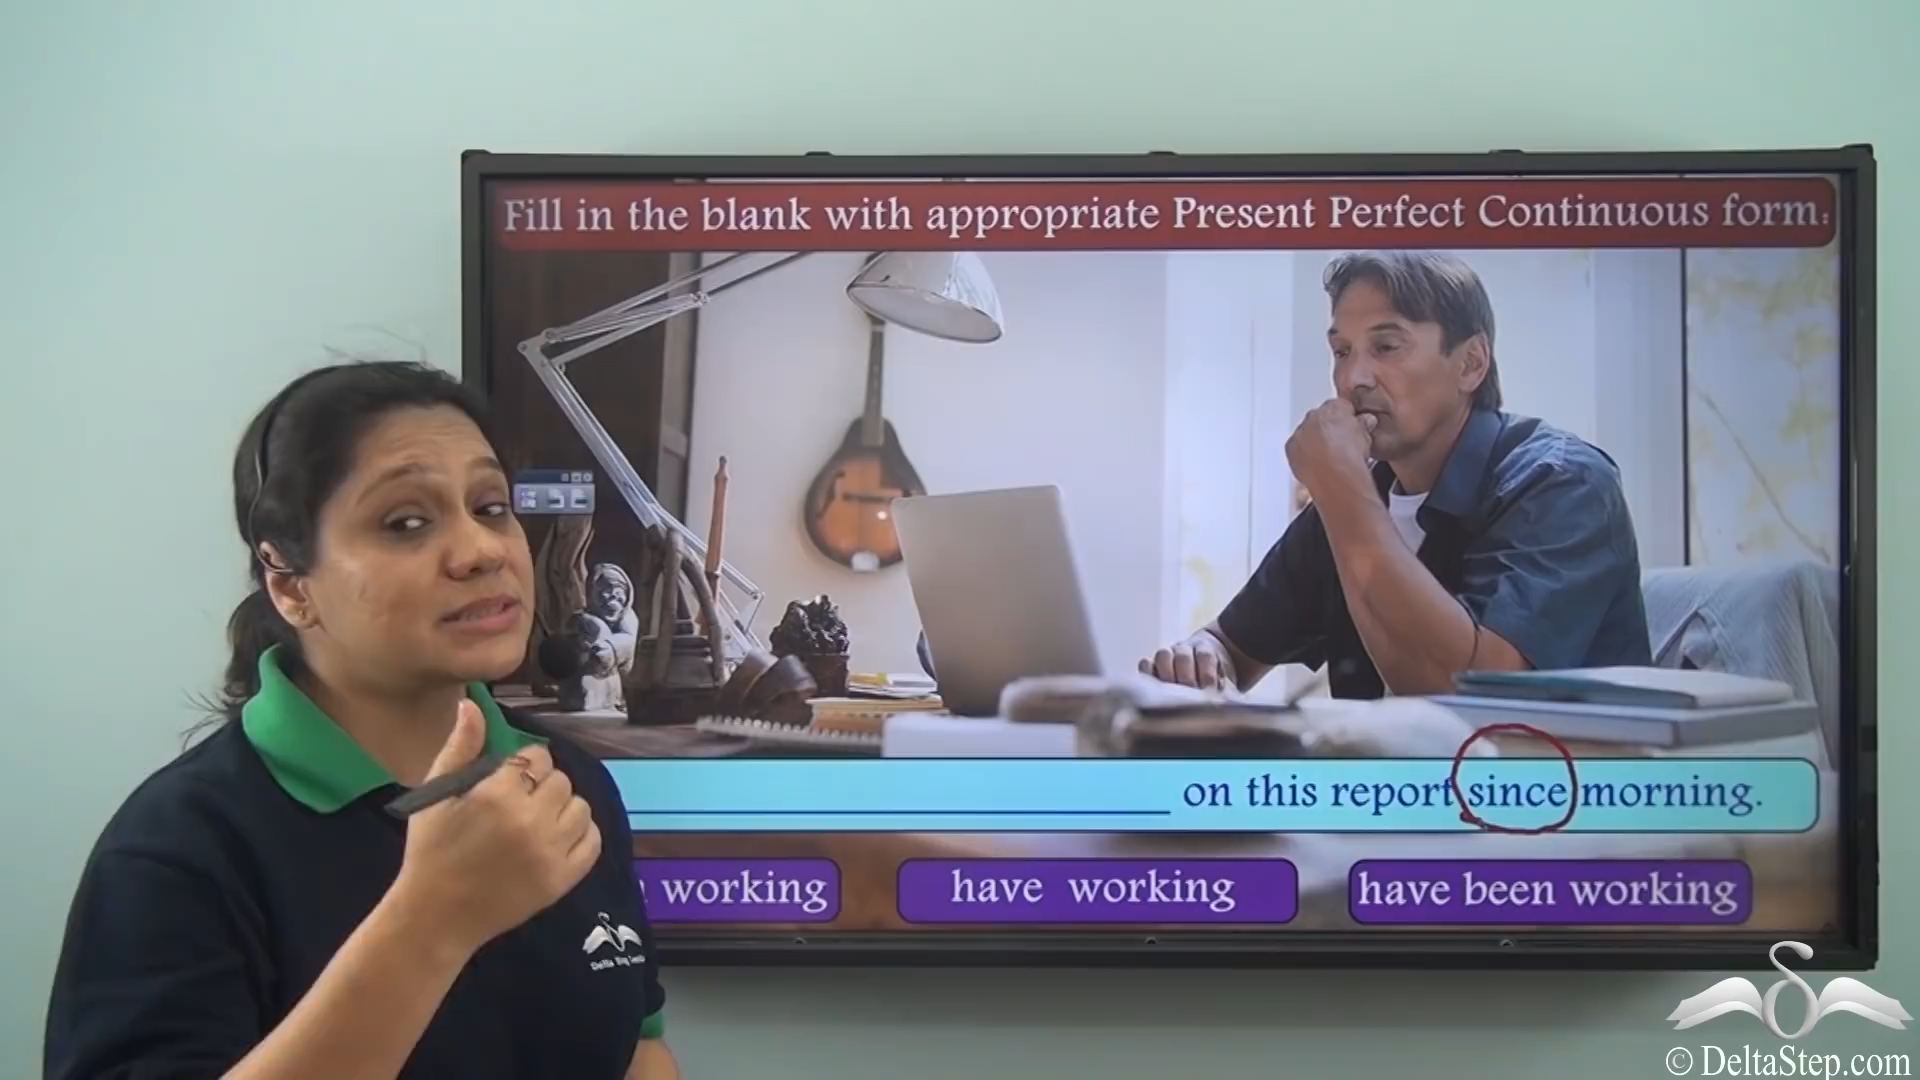 Fill in the blank with appropriate Present Perfect Continuous form:
on this report since morning.
working
have working
have been working
© DeltaStep.com